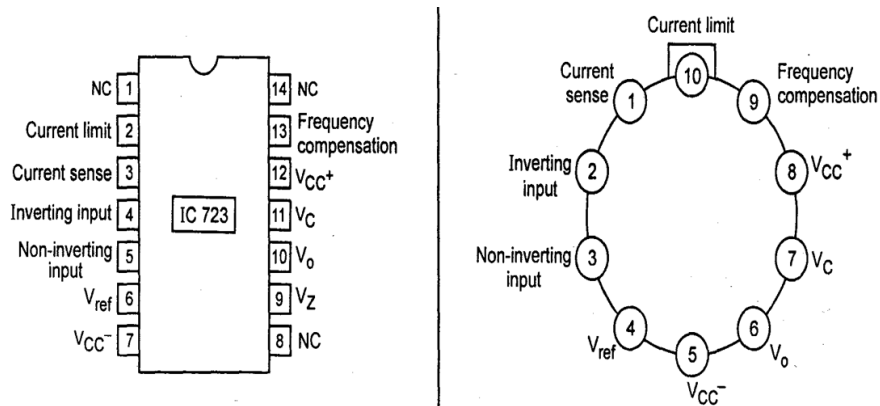 NC 1
14 NC
Current limit 2
13 Frequency
compensation
Current sense 3
12 VCC+
IC 723
Inverting input 4
11 VC
Non-inverting
input 5
10 Vo
Vref 6
9 VZ
VCC− 7
8 NC
Current limit
10
Current
sense
1
Frequency
compensation
9
Inverting
input
2
8 VCC+
Non-inverting
input
3
7 VC
Vref 4
6 Vo
5
VCC−